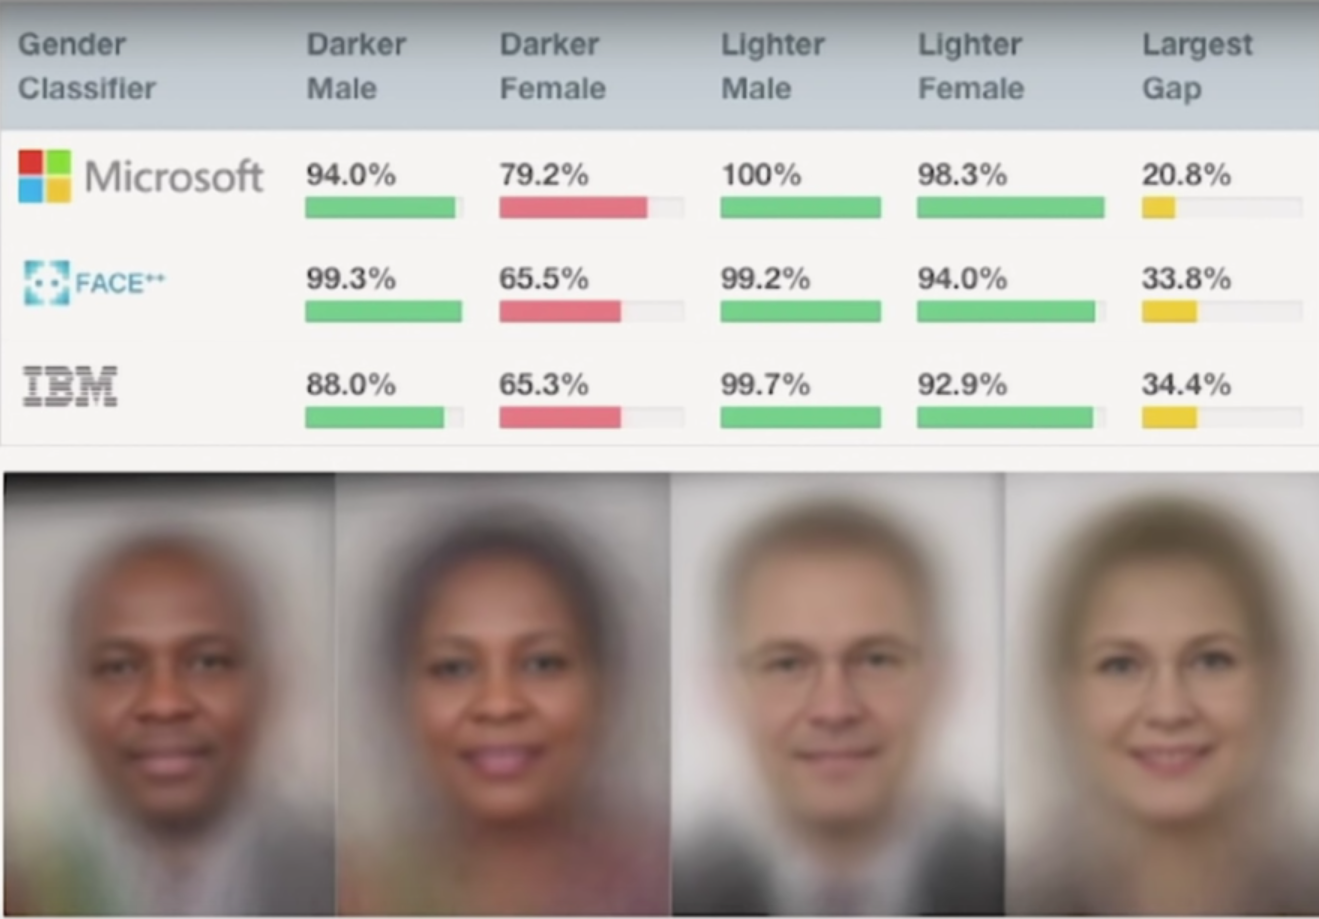 Gender Classifier Darker Male Darker Female Lighter Male Lighter Female Largest Gap
Microsoft 94.0% 79.2% 100% 98.3% 20.8%
FACE++ 99.3% 65.5% 99.2% 94.0% 33.8%
IBM 88.0% 65.3% 99.7% 92.9% 34.4%